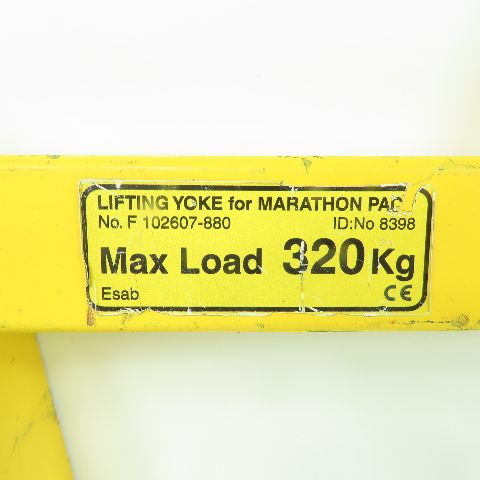 LIFTING YOKE for MARATHON PAC
No. F 102607-880 ID:No 8398
Max Load 320 Kg
Esab CE